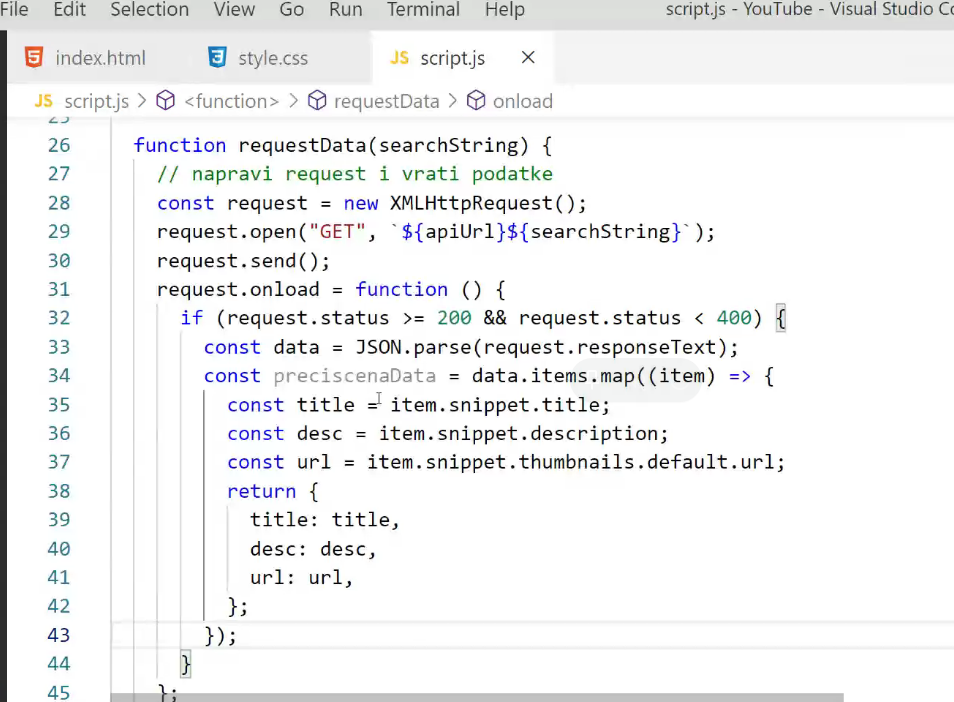 File Edit Selection View Go Run Terminal Help script.js - YouTube - Visual Studio
index.html style.css JS script.js
JS script.js > <function> > requestData > onload
25
26 function requestData(searchString) {
27 // napravi request i vrati podatke
28 const request = new XMLHttpRequest();
29 request.open("GET", `${apiUrl}${searchString}`);
30 request.send();
31 request.onload = function () {
32 if (request.status >= 200 && request.status < 400) {
33 const data = JSON.parse(request.responseText);
34 const preciscenaData = data.items.map((item) => {
35 const title = item.snippet.title;
36 const desc = item.snippet.description;
37 const url = item.snippet.thumbnails.default.url;
38 return {
39 title: title,
40 desc: desc,
41 url: url,
42 };
43 });
44 }
45 };